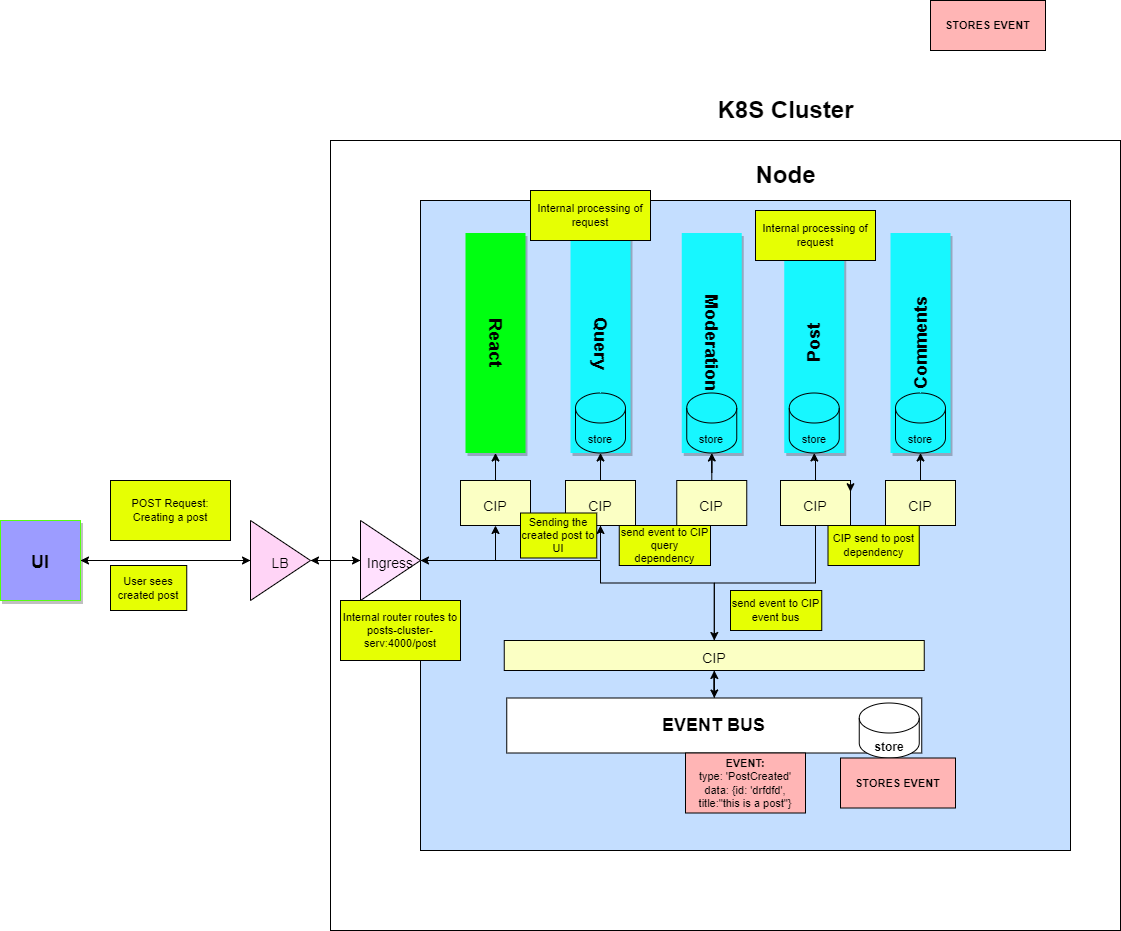 STORES EVENT
K8S Cluster
Node
Internal processing of
request
Internal processing of
request
React
Query
Moderation
Post
Comments
store
store
store
store
CIP
CIP
CIP
CIP
CIP
POST Request:
Creating a post
Sending the
created post to
UI
send event to CIP
query
dependency
CIP send to post
dependency
UI
LB
Ingress
User sees
created post
Internal router routes to
posts-cluster-
serv:4000/post
send event to CIP
event bus
CIP
EVENT BUS
store
EVENT:
type: 'PostCreated'
data: {id: 'drfdfd',
title:"this is a post"}
STORES EVENT